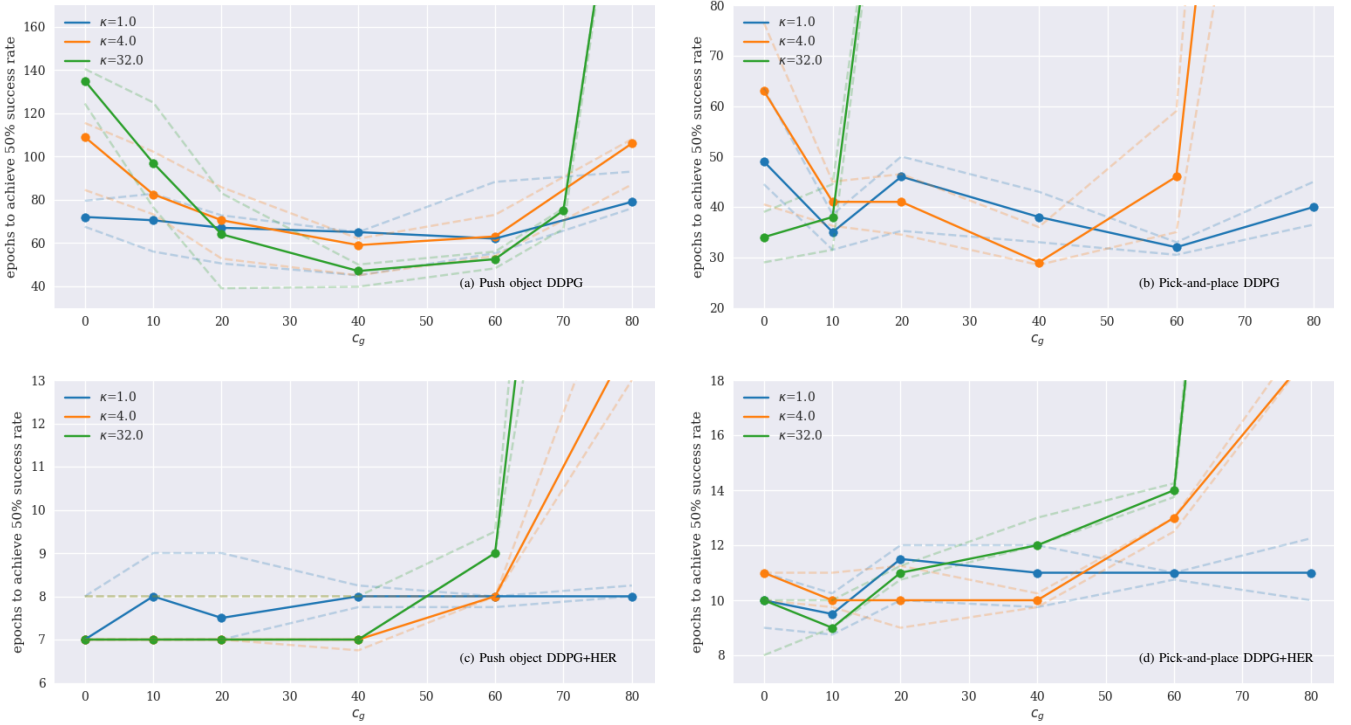 epochs to achieve 50% success rate
160
140
120
100
80
60
40
κ=1.0
κ=4.0
κ=32.0
(a) Push object DDPG
0 10 20 30 40 50 60 70 80
c_g
epochs to achieve 50% success rate
80
70
60
50
40
30
20
κ=1.0
κ=4.0
κ=32.0
(b) Pick-and-place DDPG
0 10 20 30 40 50 60 70 80
c_g
epochs to achieve 50% success rate
13
12
11
10
9
8
7
6
κ=1.0
κ=4.0
κ=32.0
(c) Push object DDPG+HER
0 10 20 30 40 50 60 70 80
c_g
epochs to achieve 50% success rate
18
16
14
12
10
8
κ=1.0
κ=4.0
κ=32.0
(d) Pick-and-place DDPG+HER
0 10 20 30 40 50 60 70 80
c_g